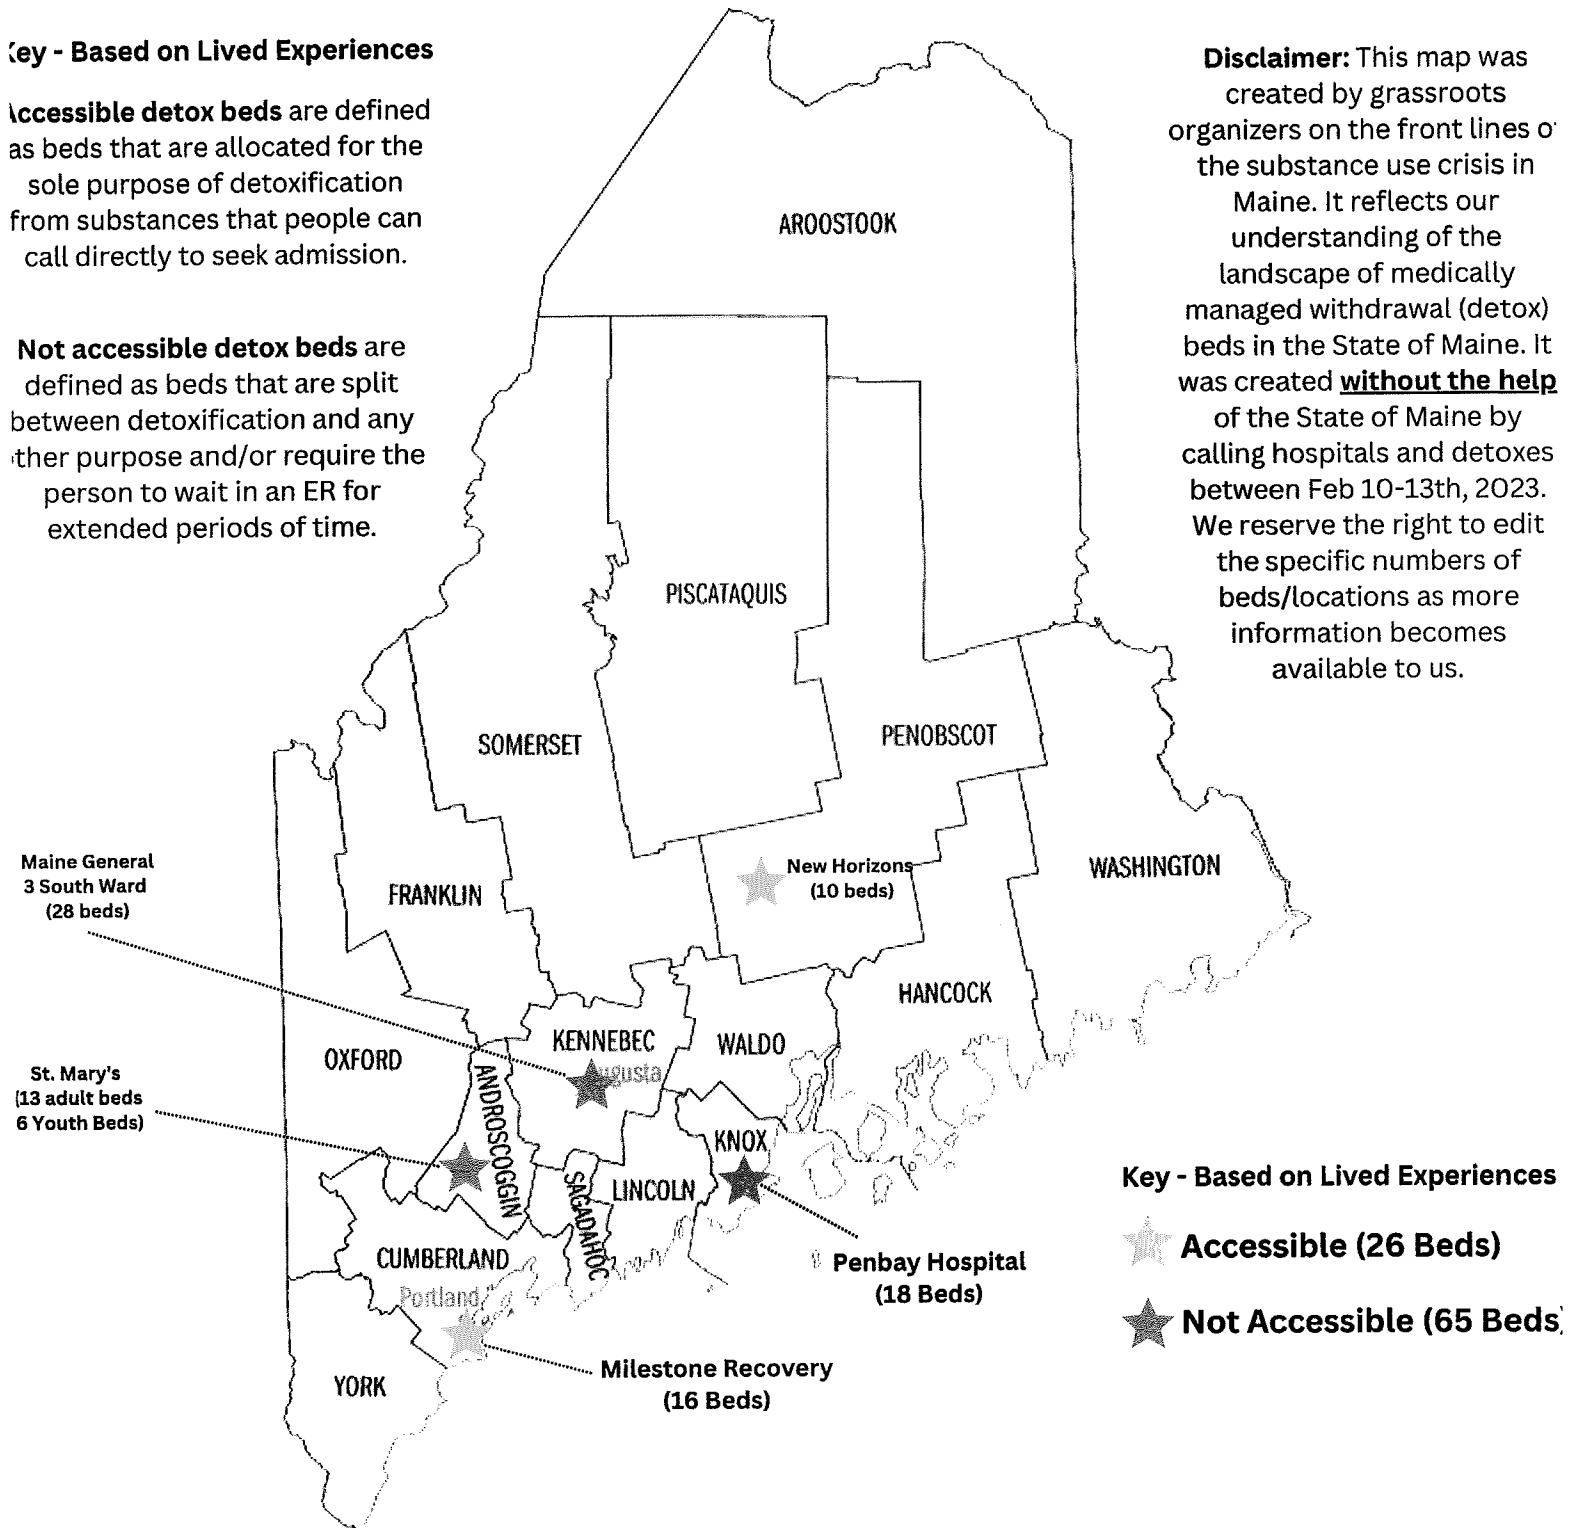 Key - Based on Lived Experiences
Accessible detox beds are defined
as beds that are allocated for the
sole purpose of detoxification
from substances that people can
call directly to seek admission.
Not accessible detox beds are
defined as beds that are split
between detoxification and any
other purpose and/or require the
person to wait in an ER for
extended periods of time.
Disclaimer: This map was
created by grassroots
organizers on the front lines of
the substance use crisis in
Maine. It reflects our
understanding of the
landscape of medically
managed withdrawal (detox)
beds in the State of Maine. It
was created without the help
of the State of Maine by
calling hospitals and detoxes
between Feb 10-13th, 2023.
We reserve the right to edit
the specific numbers of
beds/locations as more
information becomes
available to us.
AROOSTOOK
PISCATAQUIS
SOMERSET
PENOBSCOT
New Horizons
(10 beds)
WASHINGTON
FRANKLIN
Maine General
3 South Ward
(28 beds)
HANCOCK
KENNEBEC
Augusta
WALDO
OXFORD
ANDROSCOGGIN
St. Mary's
(13 adult beds
6 Youth Beds)
KNOX
LINCOLN
SAGADAHOC
CUMBERLAND
Portland
Penbay Hospital
(18 Beds)
YORK
Milestone Recovery
(16 Beds)
Key - Based on Lived Experiences
Accessible (26 Beds)
Not Accessible (65 Beds)